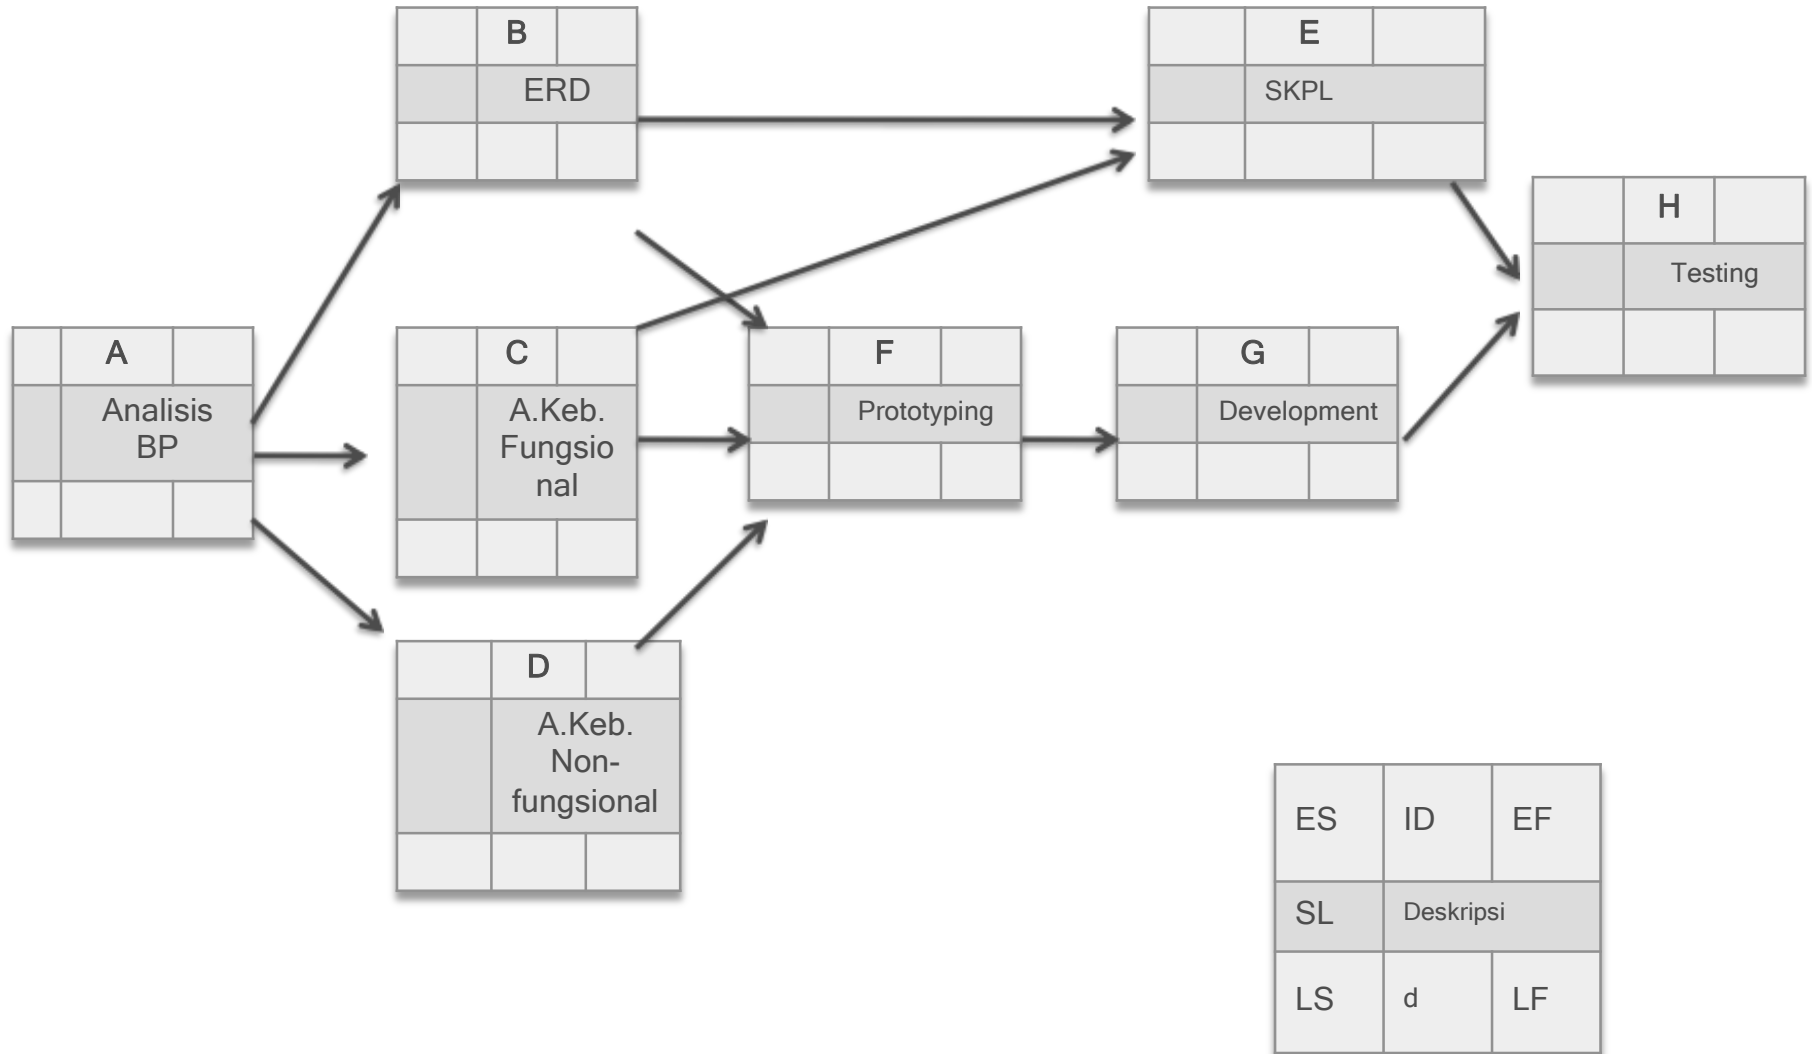 B
ERD
E
SKPL
H
Testing
A
Analisis
BP
C
A.Keb.
Fungsio
nal
F
Prototyping
G
Development
D
A.Keb.
Non-
fungsional
ES ID EF
SL Deskripsi
LS d LF